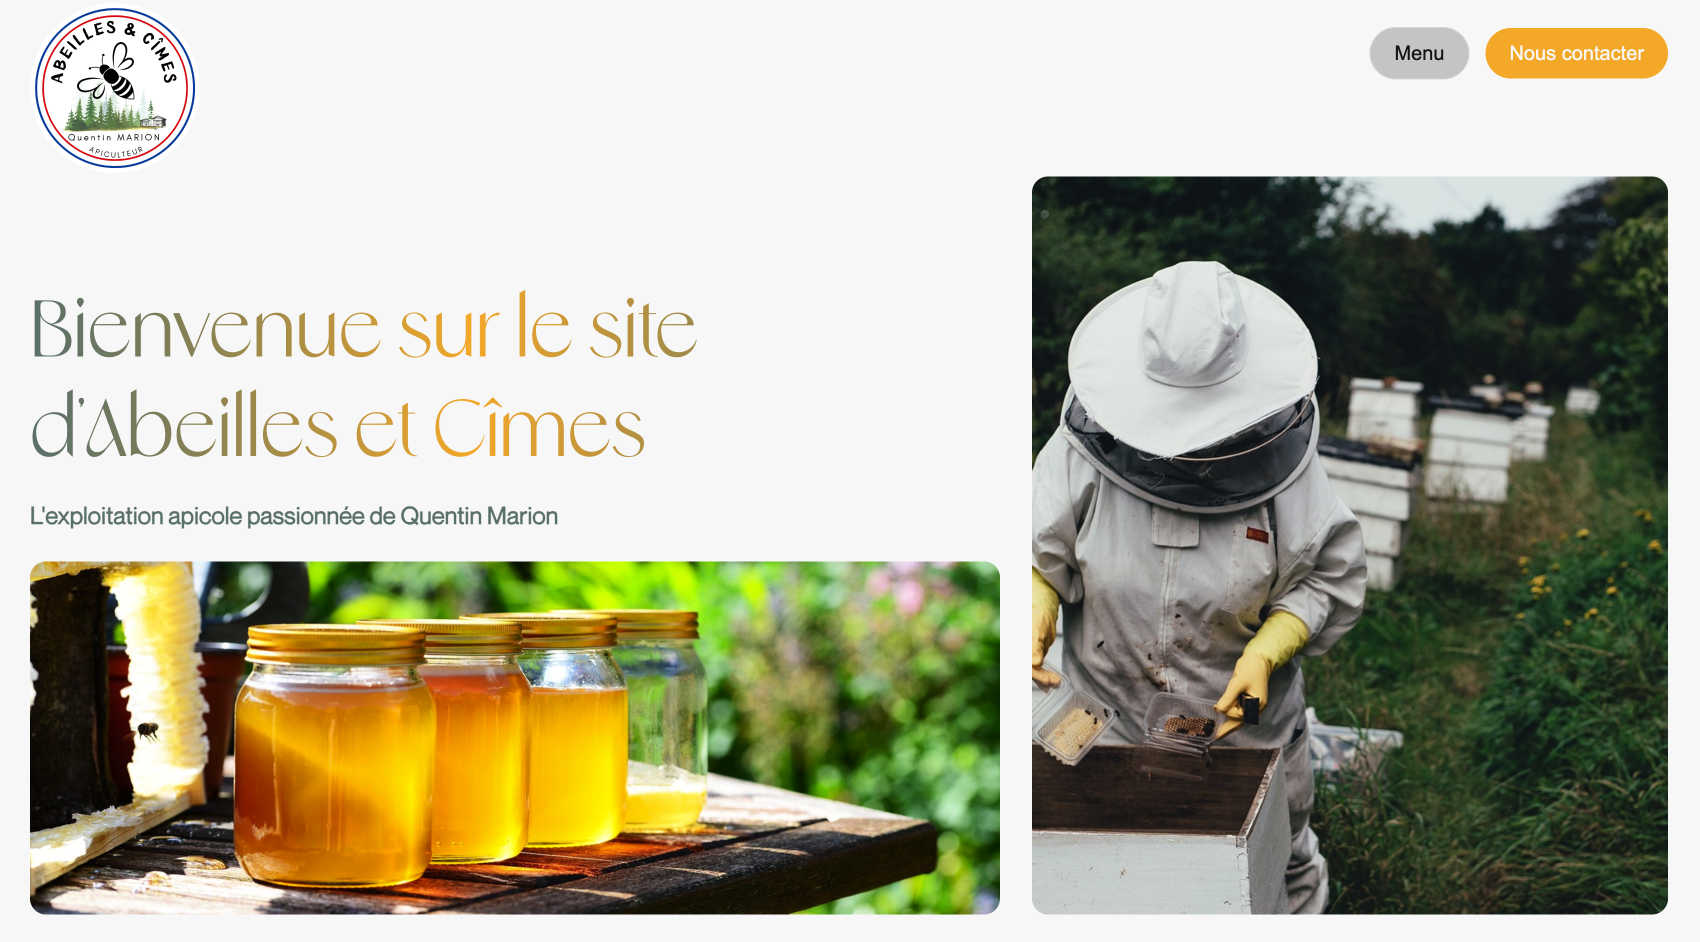 ABEILLES & CÎMES
Quentin MARION
APICULTEUR
Menu
Nous contacter
Bienvenue sur le site
d'Abeilles et Cîmes
L'exploitation apicole passionnée de Quentin Marion